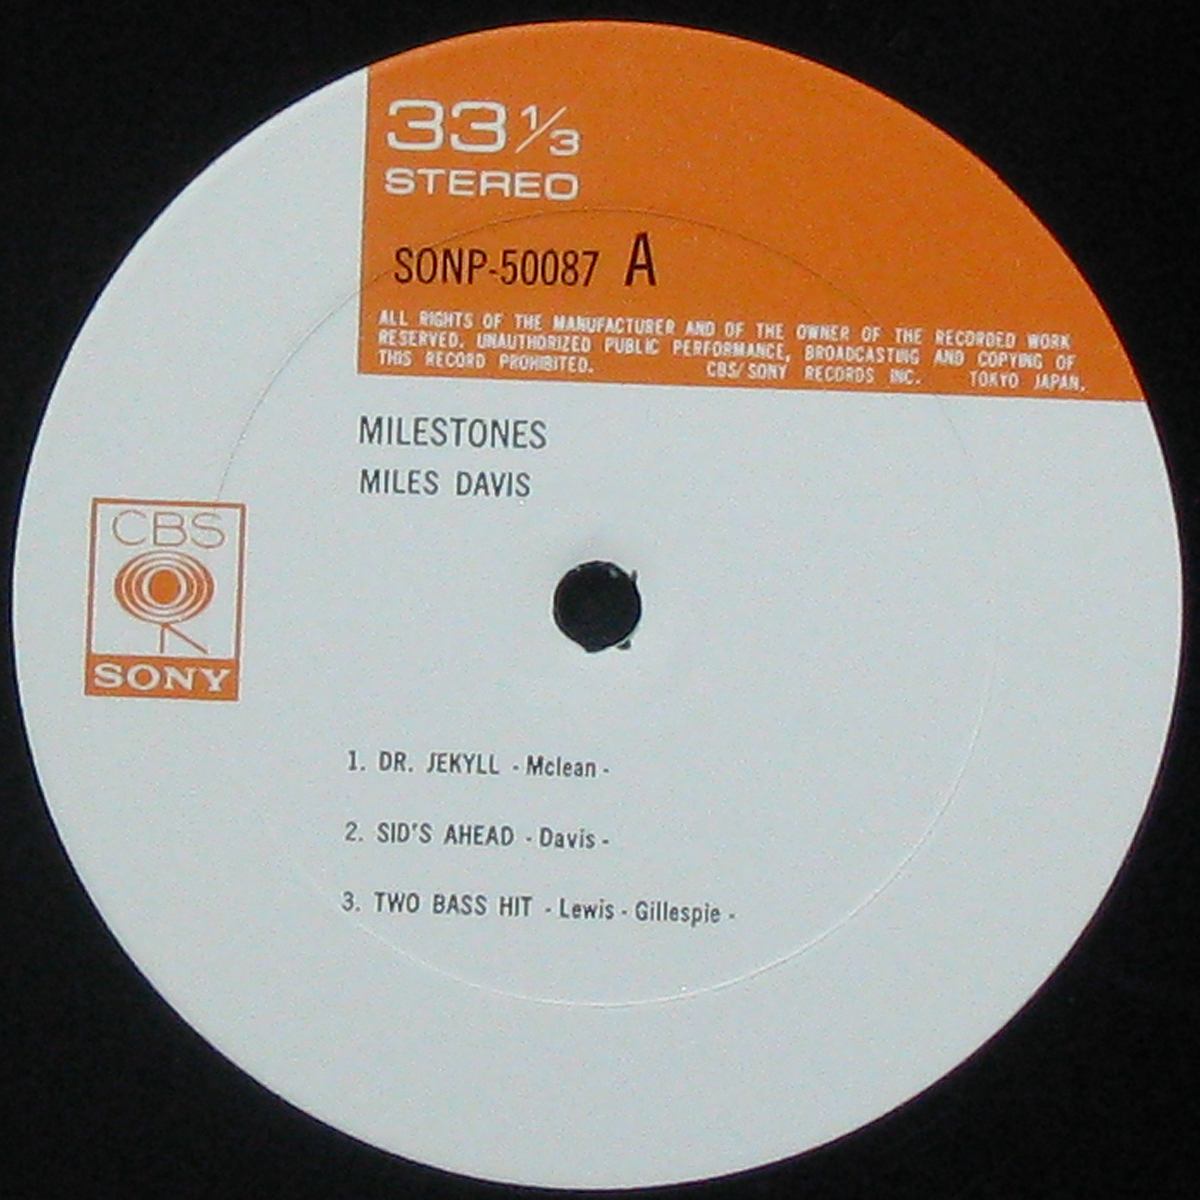 33 1/3
STEREO
SONP-50087 A
ALL RIGHTS OF THE MANUFACTURER AND OF THE OWNER OF THE RECORDED WORK
RESERVED. UNAUTHORIZED PUBLIC PERFORMANCE, BROADCASTING AND COPYING OF
THIS RECORD PROHIBITED. CBS/SONY RECORDS INC. TOKYO JAPAN.
MILESTONES
MILES DAVIS
CBS
SONY
1. DR. JEKYLL - Mclean -
2. SID'S AHEAD - Davis -
3. TWO BASS HIT - Lewis - Gillespie -